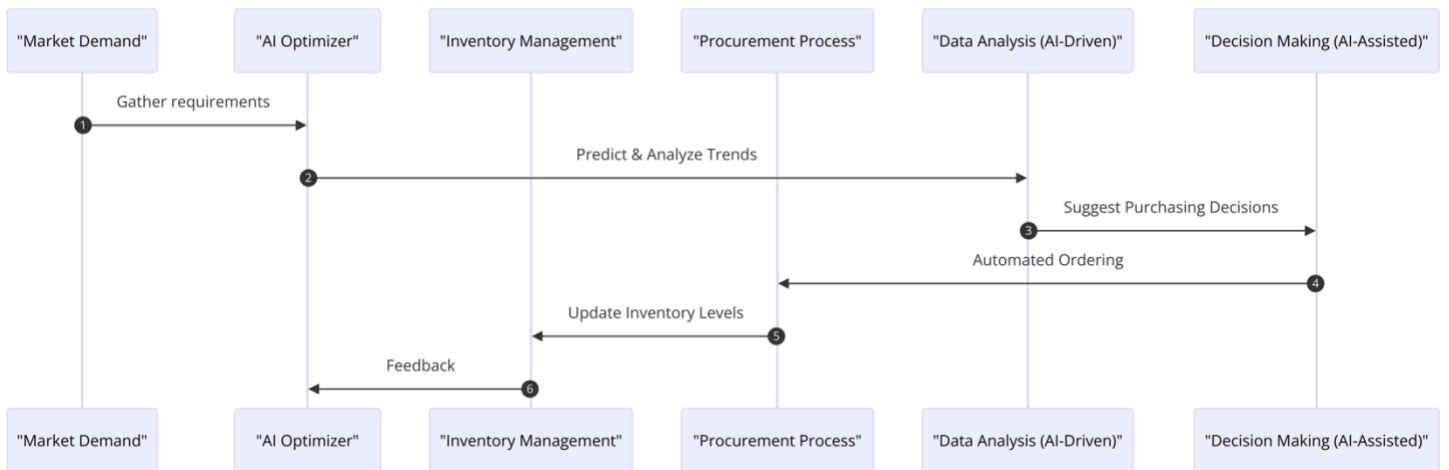 "Market Demand"
"AI Optimizer"
"Inventory Management"
"Procurement Process"
"Data Analysis (AI-Driven)"
"Decision Making (AI-Assisted)"
Gather requirements
1
Predict & Analyze Trends
2
Suggest Purchasing Decisions
3
Automated Ordering
4
Update Inventory Levels
5
Feedback
6
"Market Demand"
"AI Optimizer"
"Inventory Management"
"Procurement Process"
"Data Analysis (AI-Driven)"
"Decision Making (AI-Assisted)"